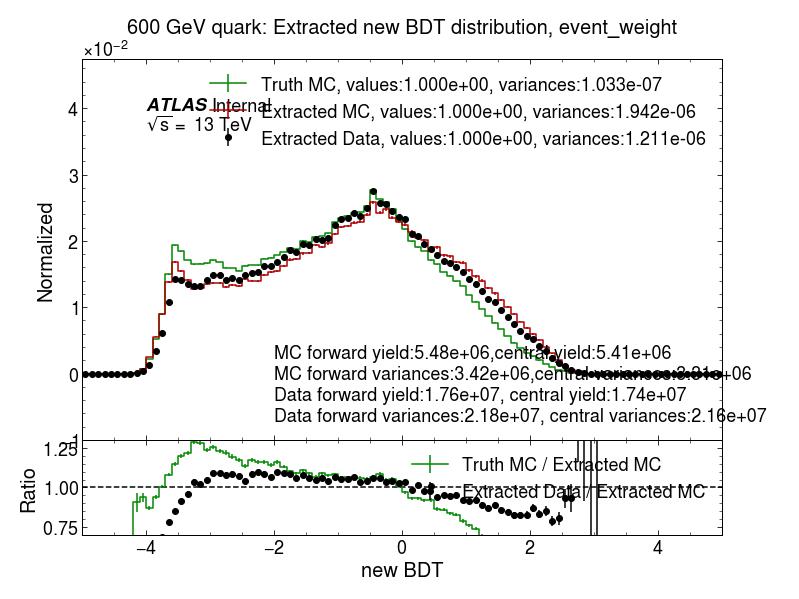 600 GeV quark: Extracted new BDT distribution, event_weight
×10⁻²
Truth MC, values:1.000e+00, variances:1.033e-07
ATLAS Internal
Extracted MC, values:1.000e+00, variances:1.942e-06
√s = 13 TeV
Extracted Data, values:1.000e+00, variances:1.211e-06
4
3
2
1
0
Normalized
MC forward yield:5.48e+06,central yield:5.41e+06
MC forward variances:3.42e+06,central variances:
Data forward yield:1.76e+07, central yield:1.74e+07
Data forward variances:2.18e+07, central variances:2.16e+07
−1
1.25
1.00
0.75
Ratio
Truth MC / Extracted MC
Extracted Data / Extracted MC
−4 −2 0 2 4
new BDT